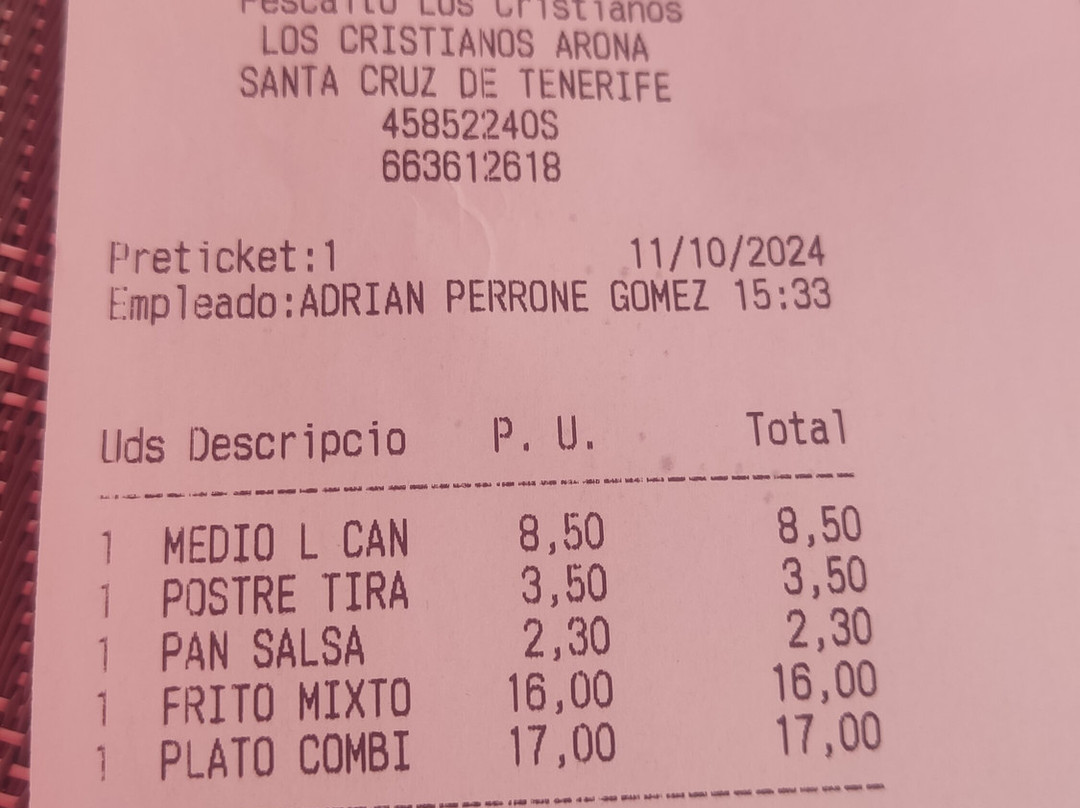 Pescaito Los Cristianos
LOS CRISTIANOS ARONA
SANTA CRUZ DE TENERIFE
45852240S
663612618
Preticket:1 11/10/2024
Empleado:ADRIAN PERRONE GOMEZ 15:33
Uds Descripcio P. U. Total
1 MEDIO L CAN 8,50 8,50
1 POSTRE TIRA 3,50 3,50
1 PAN SALSA 2,30 2,30
1 FRITO MIXTO 16,00 16,00
1 PLATO COMBI 17,00 17,00